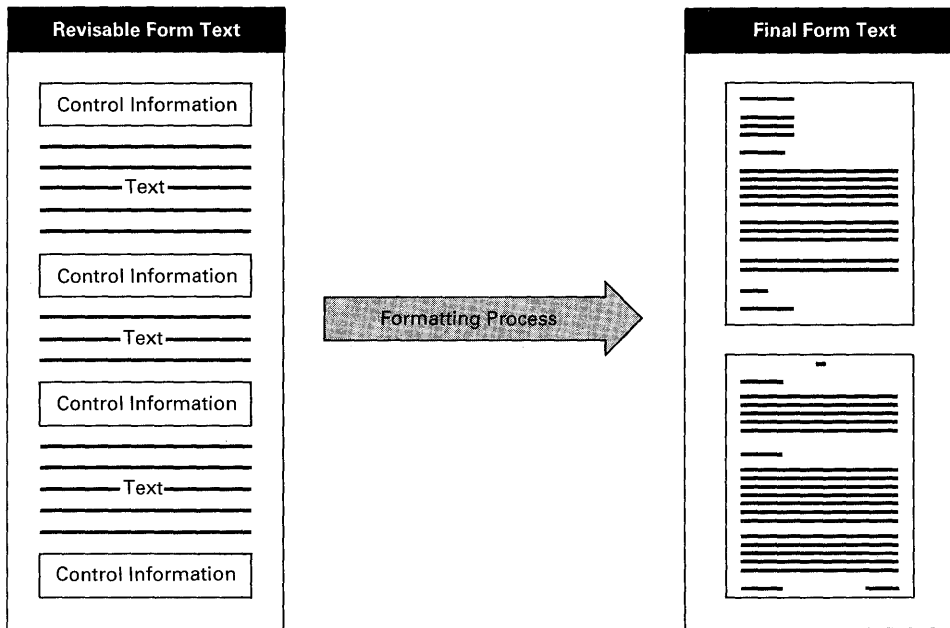 Revisable Form Text
Control Information
Text
Control Information
Text
Control Information
Text
Control Information
Formatting Process
Final Form Text